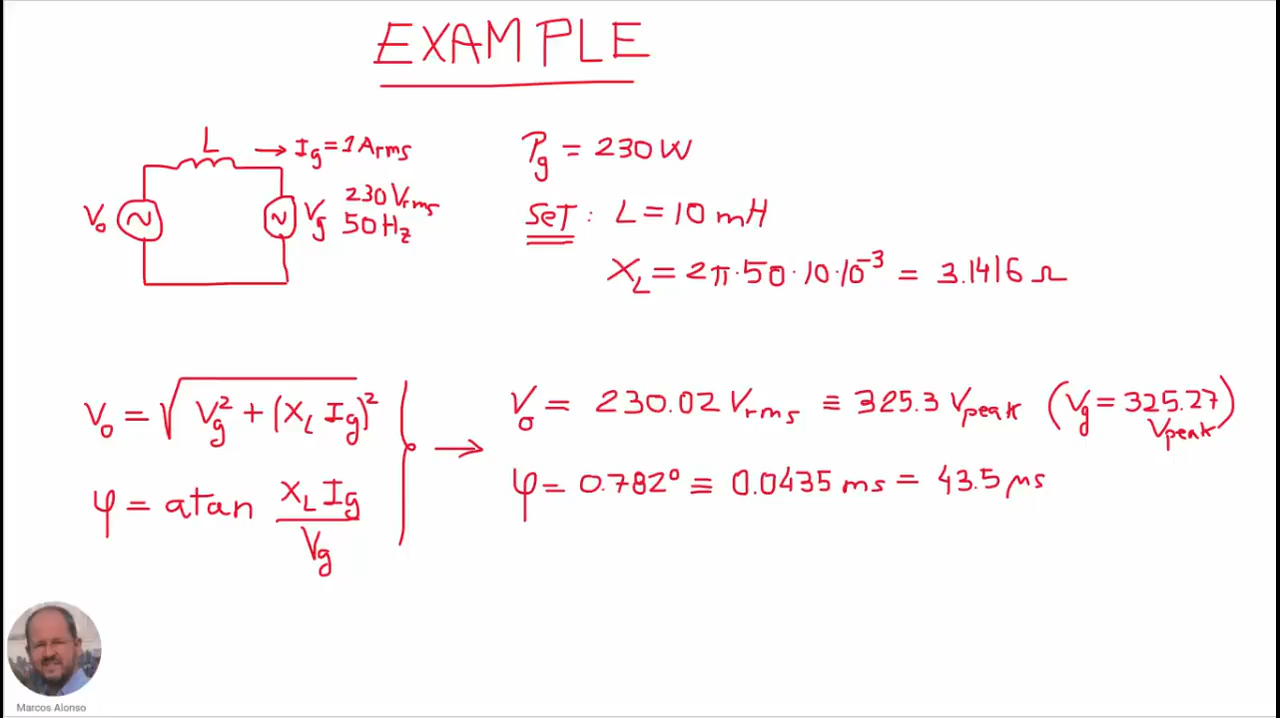 EXAMPLE
L → Ig = 1 Arms
Vo Vg 230 Vrms
50 Hz
Pg = 230 W
SET : L = 10 mH
XL = 2π·50·10·10⁻³ = 3.1416 Ω
Vo = √(Vg² + (XL Ig)²)
φ = atan XL Ig / Vg
→
Vo = 230.02 Vrms ≡ 325.3 Vpeak (Vg = 325.27 Vpeak)
φ = 0.782° ≡ 0.0435 ms = 43.5 μs
Marcos Alonso